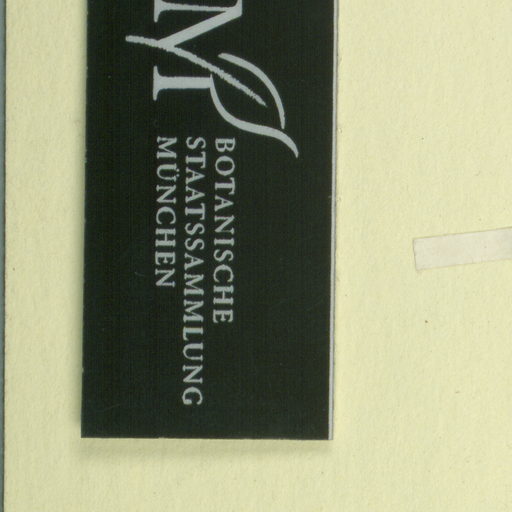 M
BOTANISCHE
STAATSSAMMLUNG
MÜNCHEN